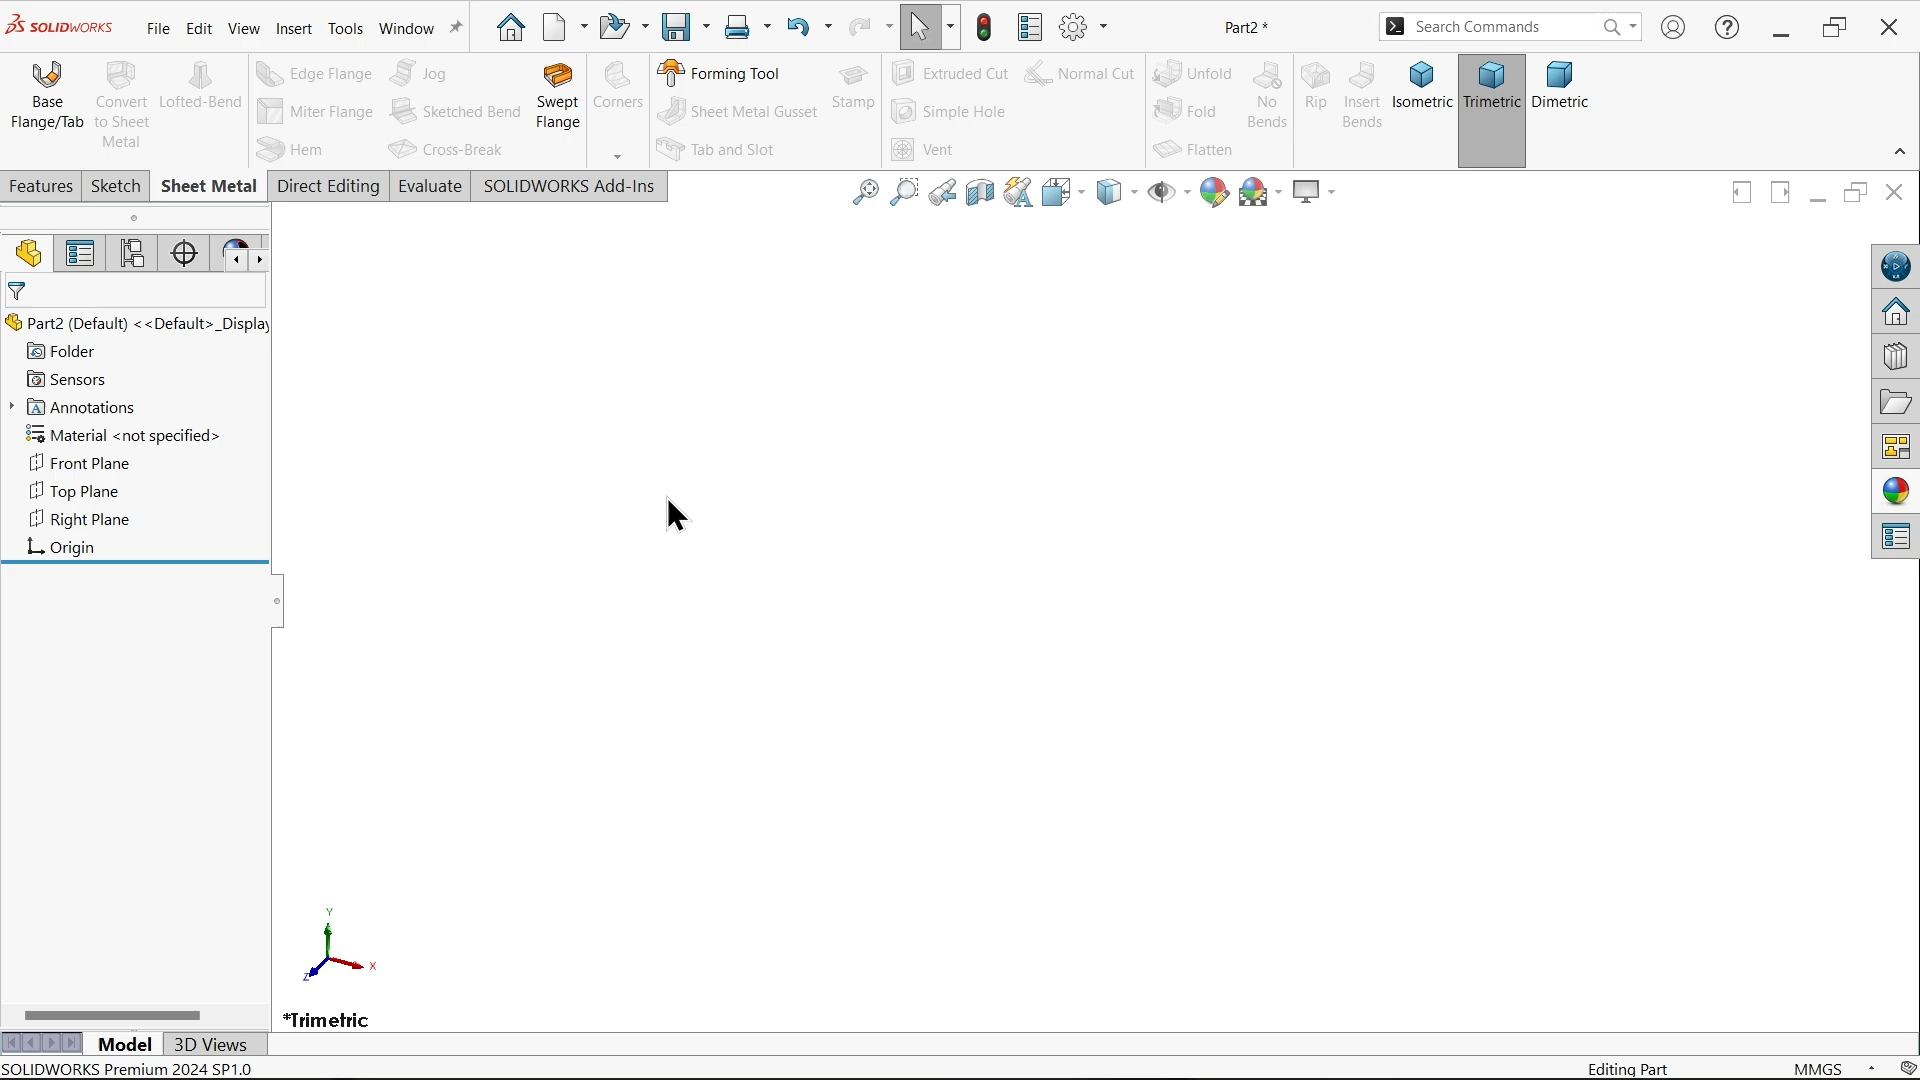 SOLIDWORKS File Edit View Insert Tools Window Part2 * Search Commands
Base Flange/Tab
Convert to Sheet Metal
Lofted-Bend
Edge Flange
Miter Flange
Hem
Jog
Sketched Bend
Cross-Break
Swept Flange
Corners
Forming Tool
Sheet Metal Gusset
Tab and Slot
Stamp
Extruded Cut
Simple Hole
Vent
Normal Cut
Unfold
Fold
Flatten
No Bends
Rip
Insert Bends
Isometric
Trimetric
Dimetric
Features Sketch Sheet Metal Direct Editing Evaluate SOLIDWORKS Add-Ins
Part2 (Default) <<Default>_Display
Folder
Sensors
Annotations
Material <not specified>
Front Plane
Top Plane
Right Plane
Origin
Y
X
Z
*Trimetric
Model 3D Views
SOLIDWORKS Premium 2024 SP1.0 Editing Part MMGS